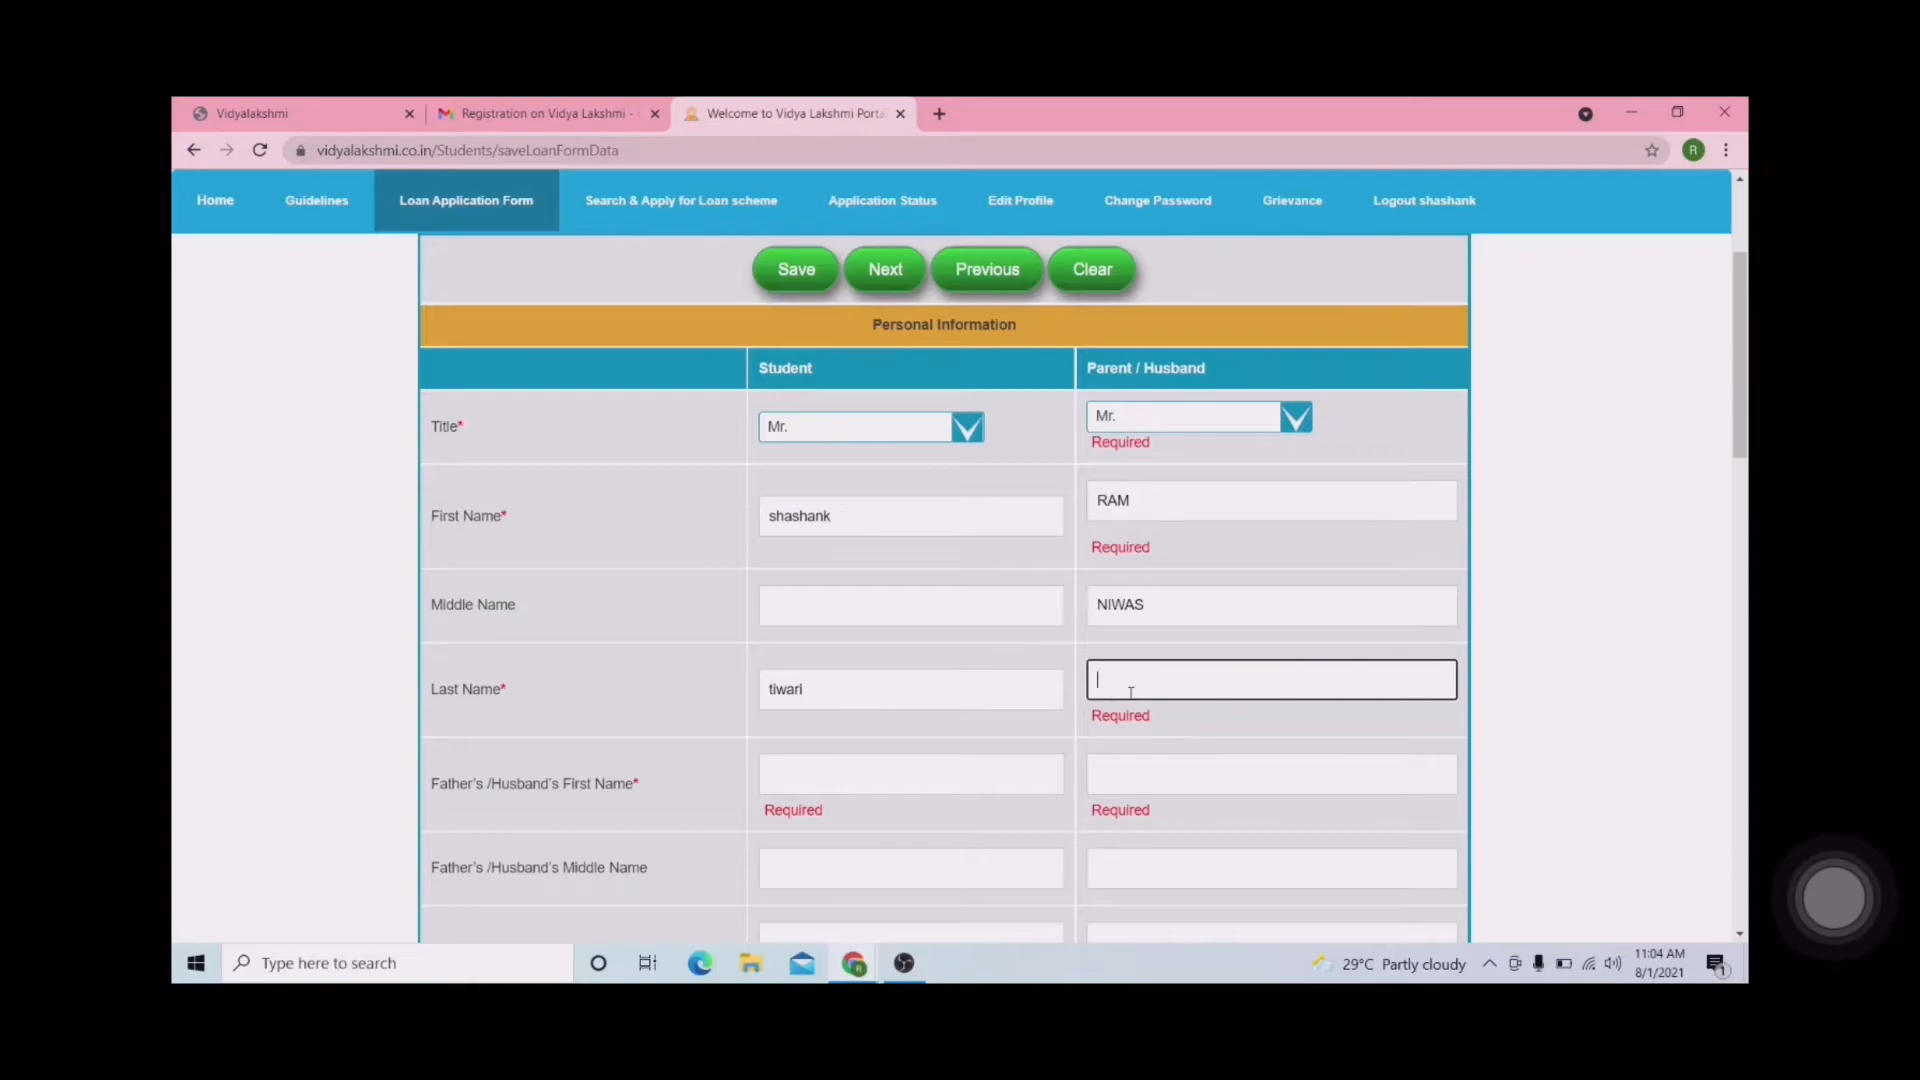 Vidyalakshmi
Registration on Vidya Lakshmi -
Welcome to Vidya Lakshmi Porta
vidyalakshmi.co.in/Students/saveLoanFormData
R
Home Guidelines Loan Application Form Search & Apply for Loan scheme Application Status Edit Profile Change Password Grievance Logout shashank
Save Next Previous Clear
Personal Information
Student Parent / Husband
Title* Mr. Mr.
Required
First Name* shashank RAM
Required
Middle Name NIWAS
Last Name* tiwari
Required
Father's /Husband's First Name*
Required Required
Father's /Husband's Middle Name
Type here to search
29°C Partly cloudy
11:04 AM
8/1/2021
1